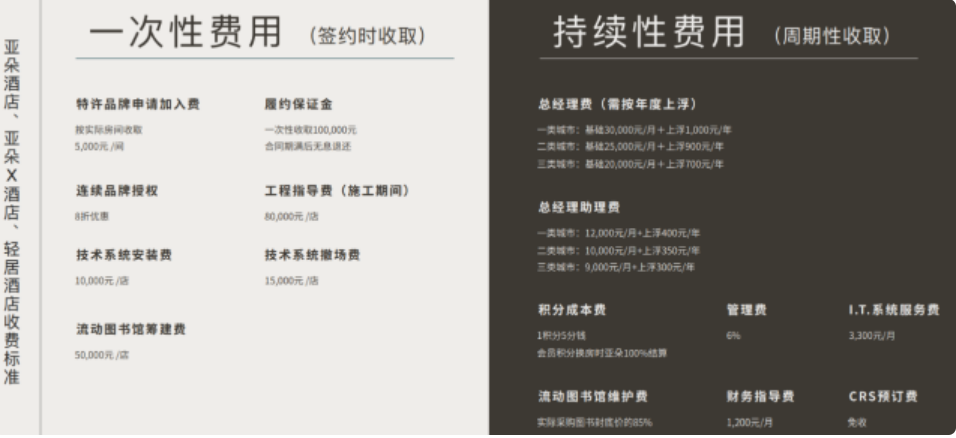 亚朵酒店、亚朵X酒店、轻居酒店收费标准
一次性费用 （签约时收取）
特许品牌申请加入费
按实际房间收取
5,000元 /间
履约保证金
一次性收取100,000元
合同期满后无息退还
连续品牌授权
8折优惠
工程指导费（施工期间）
80,000元 /店
技术系统安装费
10,000元 /店
技术系统撤场费
15,000元 /店
流动图书馆筹建费
50,000元 /店
持续性费用 （周期性收取）
总经理费（需按年度上浮）
一类城市：基础30,000元/月＋上浮1,000元/年
二类城市：基础25,000元/月＋上浮900元/年
三类城市：基础20,000元/月＋上浮700元/年
总经理助理费
一类城市：12,000元/月+上浮400元/年
二类城市：10,000元/月+上浮350元/年
三类城市：9,000元/月+上浮300元/年
积分成本费
1积分5分钱
会员积分换房时亚朵100%结算
管理费
6%
I.T.系统服务费
3,300元/月
流动图书馆维护费
实际采购图书封底价的85%
财务指导费
1,200元/月
CRS预订费
免收